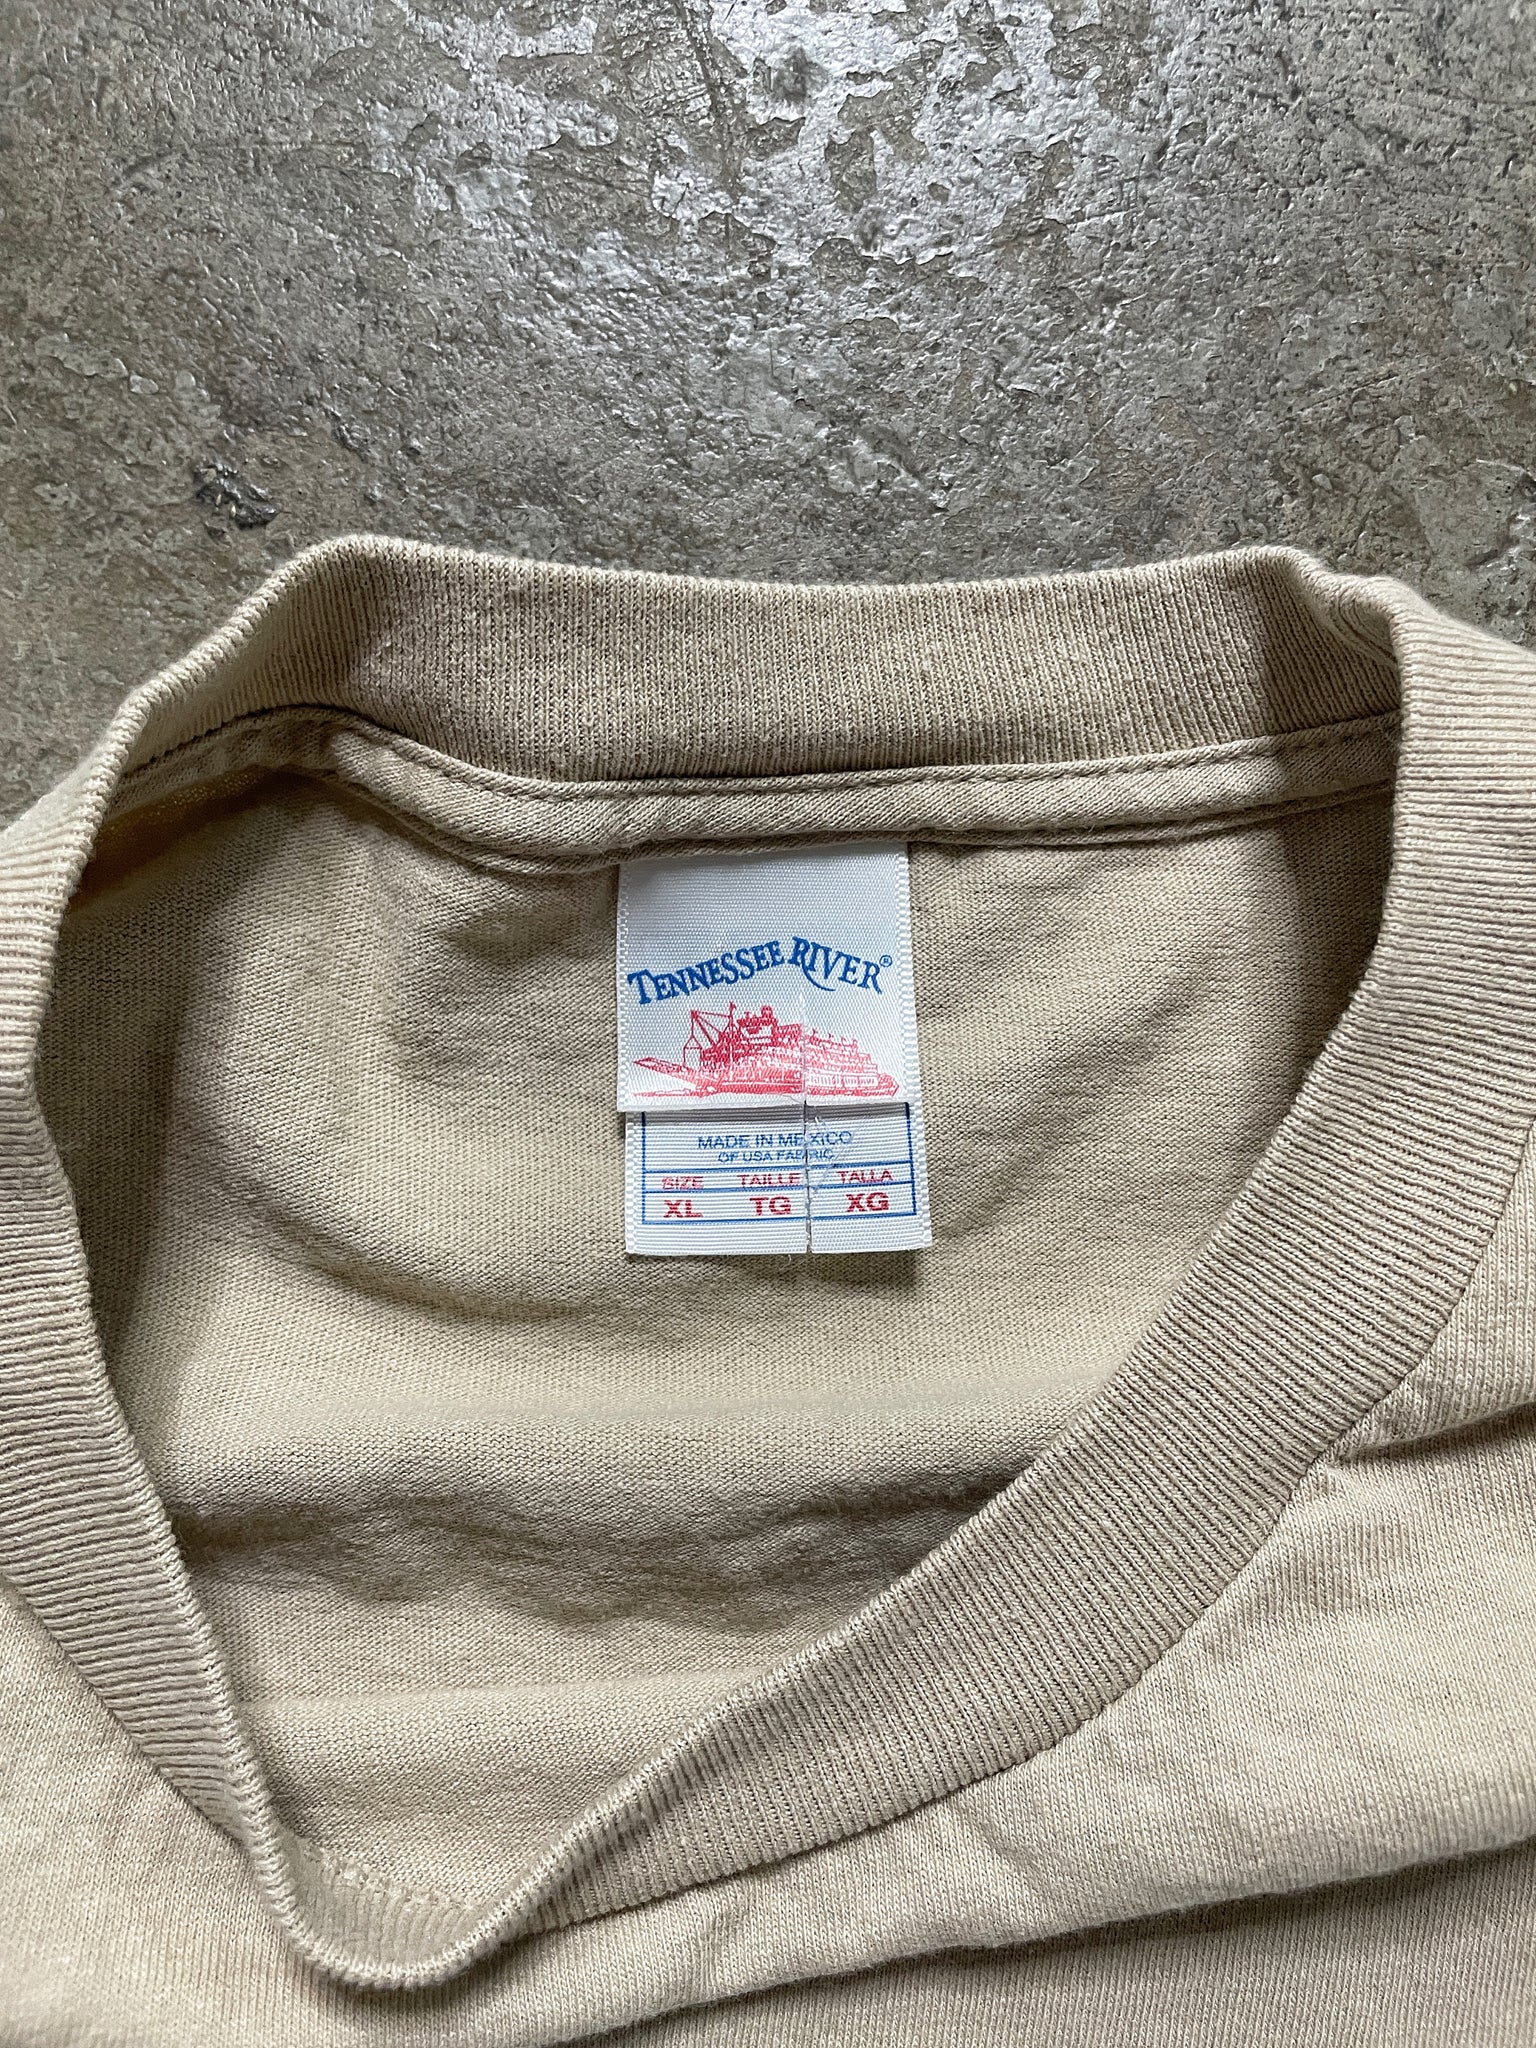 TENNESSEE RIVER®
MADE IN MEXICO
OF USA FABRIC
SIZE TAILLE TALLA
XL TG XG